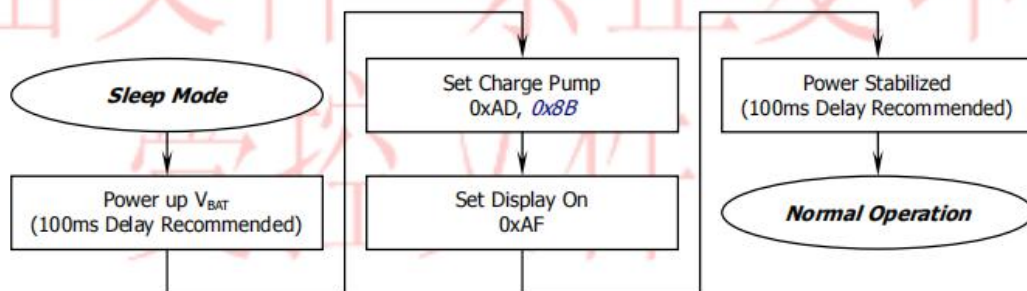 Sleep Mode
Power up VBAT
(100ms Delay Recommended)
Set Charge Pump
0xAD, 0x8B
Set Display On
0xAF
Power Stabilized
(100ms Delay Recommended)
Normal Operation